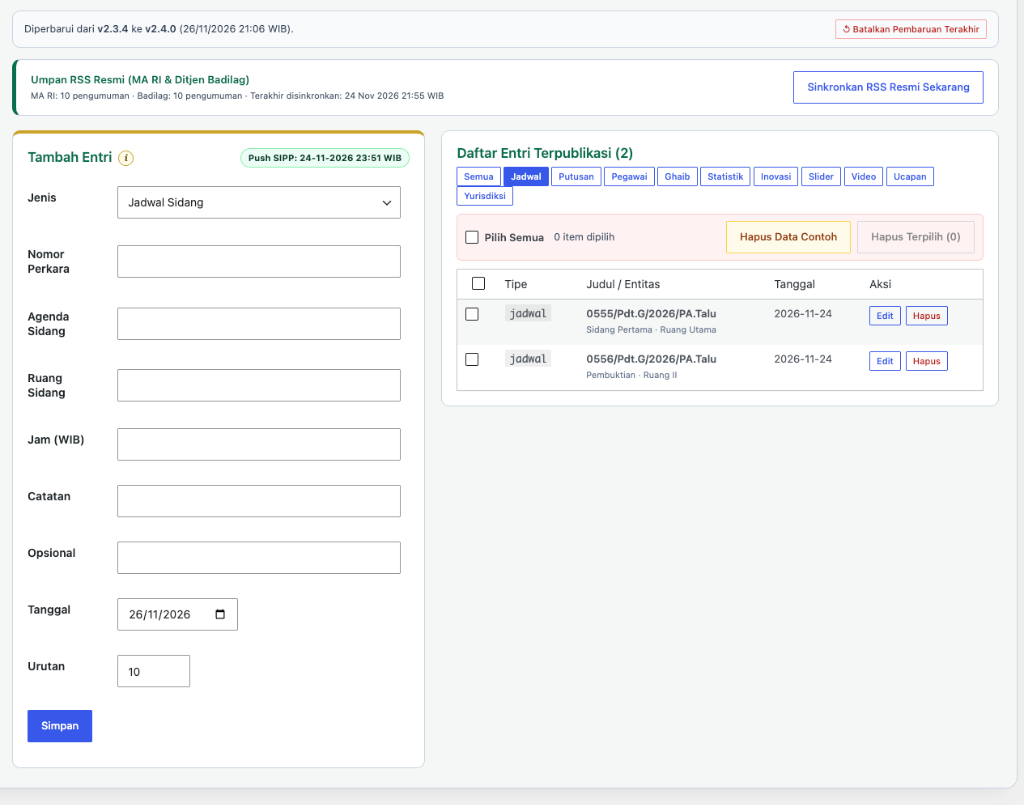 Diperbarui dari v2.3.4 ke v2.4.0 (26/11/2026 21:06 WIB).
↺ Batalkan Pembaruan Terakhir
Umpan RSS Resmi (MA RI & Ditjen Badilag)
MA RI: 10 pengumuman · Badilag: 10 pengumuman · Terakhir disinkronkan: 24 Nov 2026 21:55 WIB
Sinkronkan RSS Resmi Sekarang
Tambah Entri i
Push SIPP: 24-11-2026 23:51 WIB
Jenis
Jadwal Sidang
Nomor
Perkara
Agenda
Sidang
Ruang
Sidang
Jam (WIB)
Catatan
Opsional
Tanggal
26/11/2026
Urutan
10
Simpan
Daftar Entri Terpublikasi (2)
Semua Jadwal Putusan Pegawai Ghaib Statistik Inovasi Slider Video Ucapan
Yurisdiksi
Pilih Semua 0 item dipilih
Hapus Data Contoh
Hapus Terpilih (0)
Tipe Judul / Entitas Tanggal Aksi
jadwal 0555/Pdt.G/2026/PA.Talu 2026-11-24 Edit Hapus
Sidang Pertama · Ruang Utama
jadwal 0556/Pdt.G/2026/PA.Talu 2026-11-24 Edit Hapus
Pembuktian · Ruang II